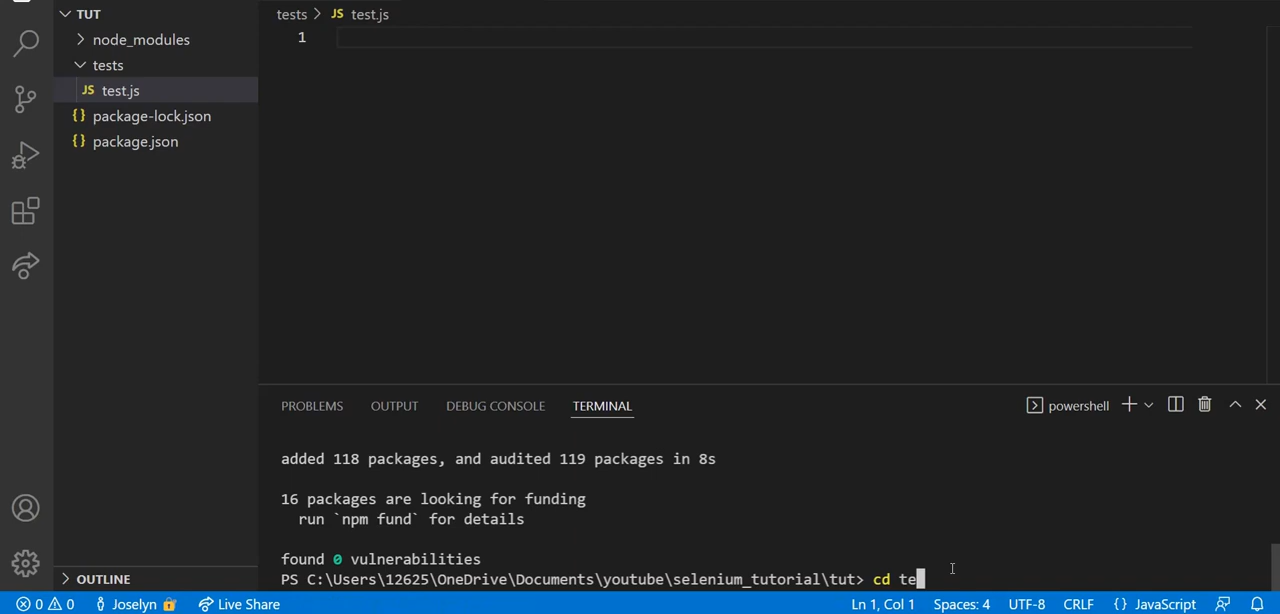 TUT
node_modules
tests
JS test.js
{} package-lock.json
{} package.json
OUTLINE
tests > JS test.js
1
PROBLEMS OUTPUT DEBUG CONSOLE TERMINAL
powershell
added 118 packages, and audited 119 packages in 8s
16 packages are looking for funding
run `npm fund` for details
found 0 vulnerabilities
PS C:\Users\12625\OneDrive\Documents\youtube\selenium_tutorial\tut> cd te
0 0 Joselyn Live Share Ln 1, Col 1 Spaces: 4 UTF-8 CRLF {} JavaScript